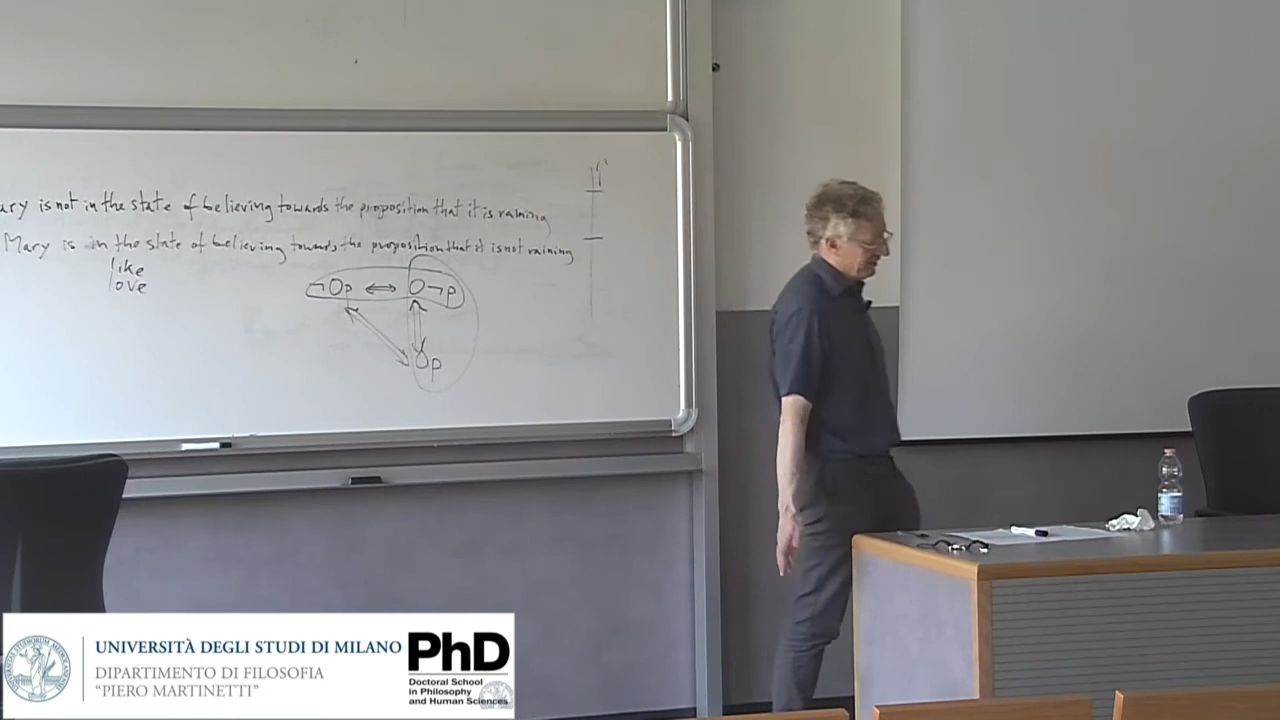 ary is not in the state of believing towards the proposition that it is raining
Mary is in the state of believing towards the proposition that it is not raining
like
love
¬Op ⟺ O¬p
Op
UNIVERSITÀ DEGLI STUDI DI MILANO
DIPARTIMENTO DI FILOSOFIA
"PIERO MARTINETTI"
PhD
Doctoral School
in Philosophy
and Human Sciences